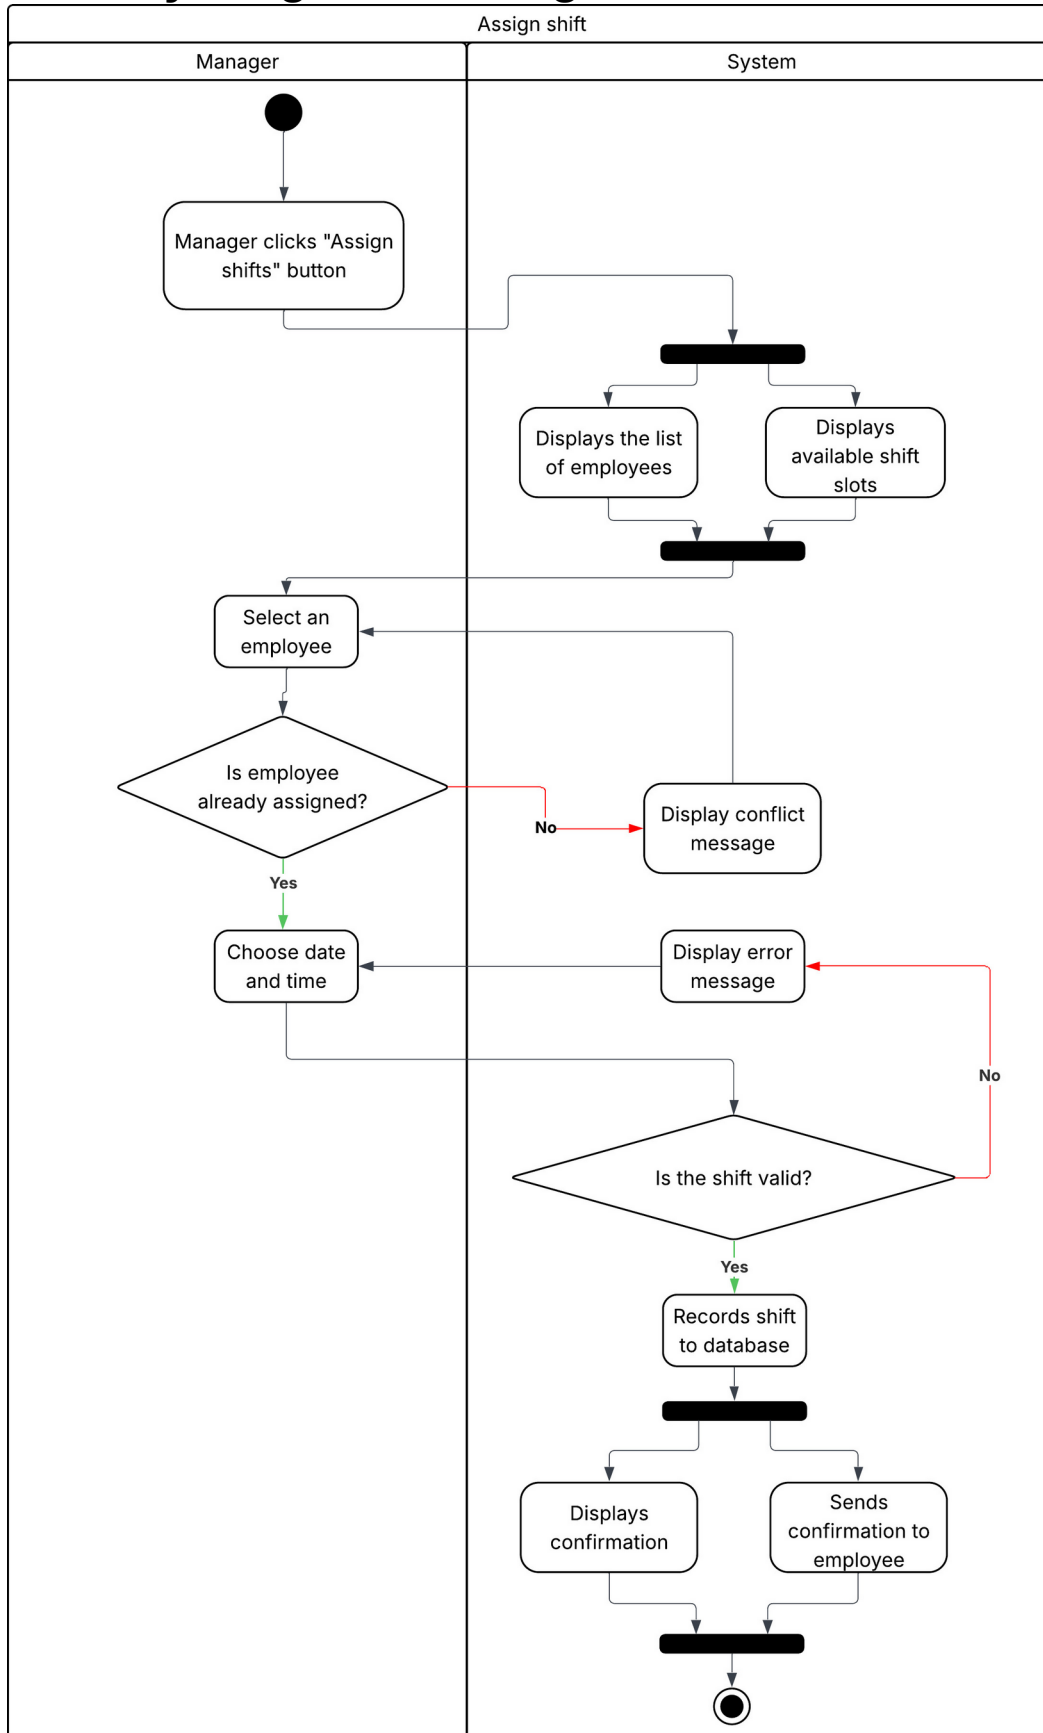 Assign shift
Manager
System
Manager clicks "Assign
shifts" button
Displays the list
of employees
Displays
available shift
slots
Select an
employee
Is employee
already assigned?
No
Display conflict
message
Yes
Choose date
and time
Display error
message
No
Is the shift valid?
Yes
Records shift
to database
Displays
confirmation
Sends
confirmation to
employee